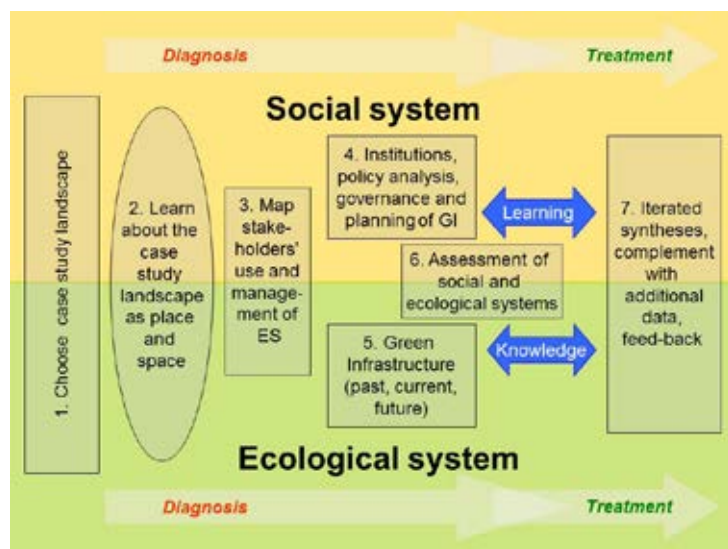 Diagnosis
Treatment
Social system
1. Choose case study landscape
2. Learn
about the
case
study
landscape
as place
and
space
3. Map
stake-
holders'
use and
manage-
ment of
ES
4. Institutions,
policy analysis,
governance and
planning of GI
Learning
6. Assessment of
social and
ecological systems
5. Green
Infrastructure
(past, current,
future)
Knowledge
7. Iterated
syntheses,
complement
with
additional
data,
feed-back
Ecological system
Diagnosis
Treatment